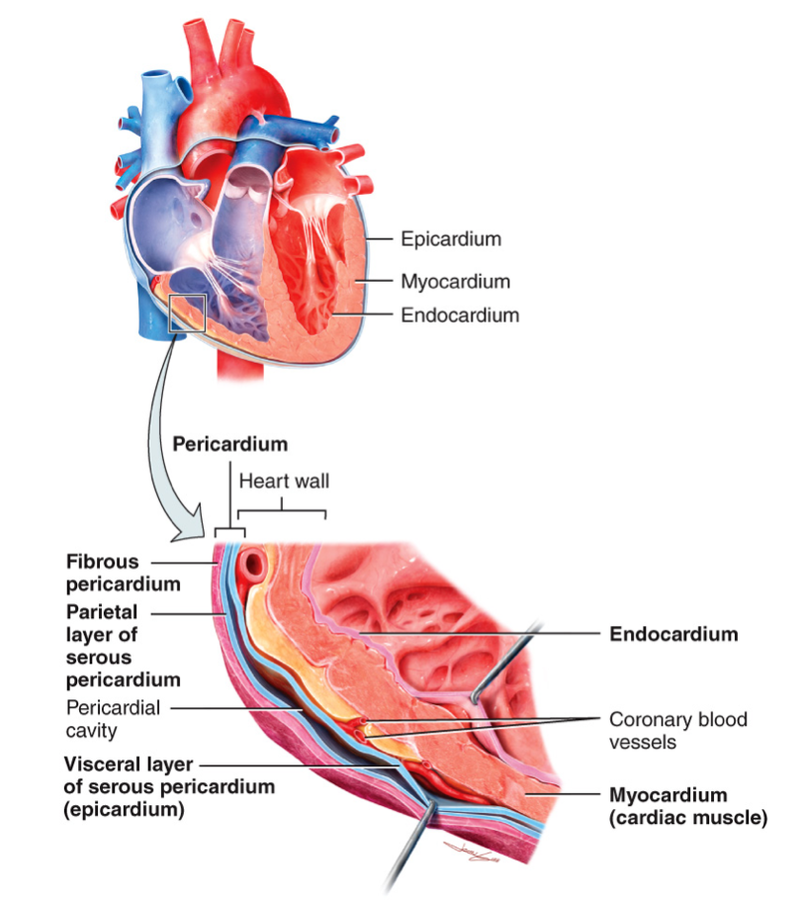 Epicardium
Myocardium
Endocardium
Pericardium
Heart wall
Fibrous
pericardium
Parietal
layer of
serous
pericardium
Pericardial
cavity
Visceral layer
of serous pericardium
(epicardium)
Endocardium
Coronary blood
vessels
Myocardium
(cardiac muscle)